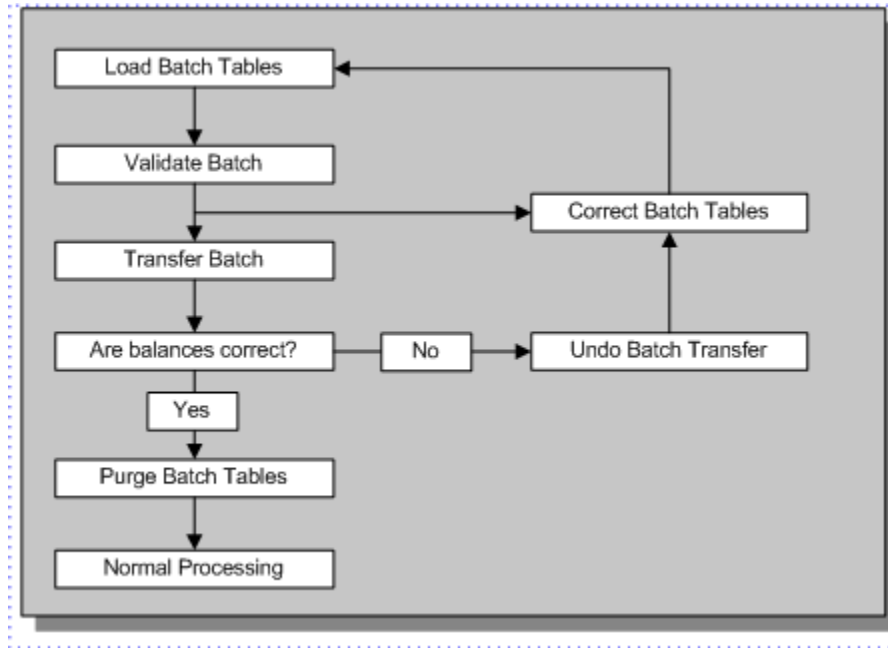 Load Batch Tables
Validate Batch
Correct Batch Tables
Transfer Batch
Are balances correct?
No
Undo Batch Transfer
Yes
Purge Batch Tables
Normal Processing